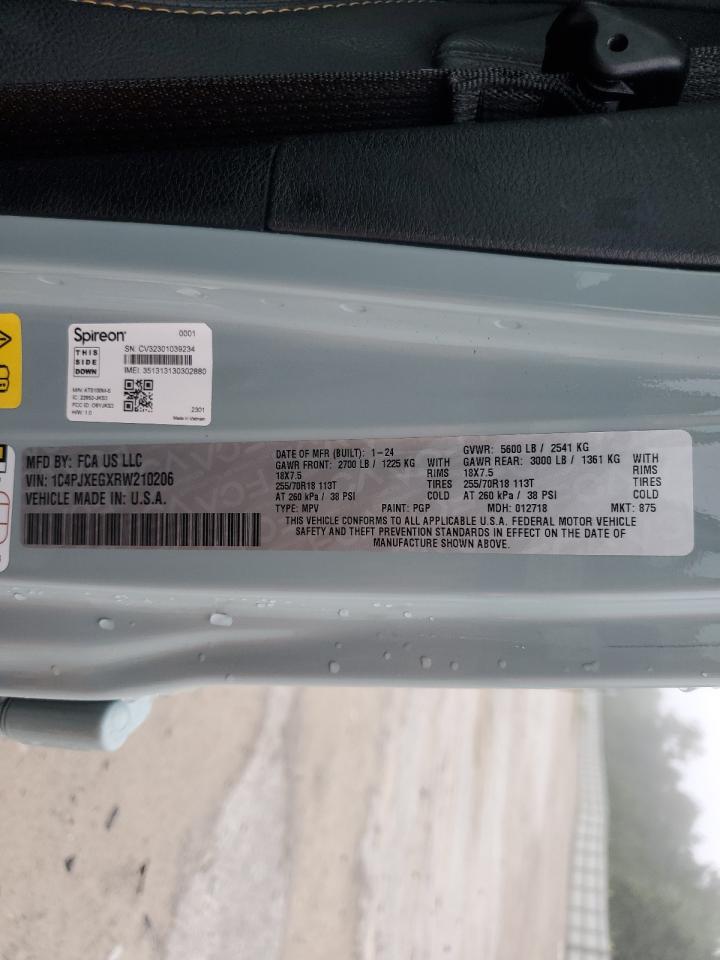 Spireon
0001
THIS
SIDE
DOWN
SN: CV32301039234
IMEI: 351313130302880
H/W: 1.0
2301
Made in Vietnam
MFD BY: FCA US LLC
VIN: 1C4PJXEGXRW210206
VEHICLE MADE IN: U.S.A.
DATE OF MFR (BUILT): 1-24 GVWR: 5600 LB / 2541 KG
GAWR FRONT: 2700 LB / 1225 KG WITH GAWR REAR: 3000 LB / 1361 KG WITH
18X7.5 RIMS 18X7.5 RIMS
255/70R18 113T TIRES 255/70R18 113T TIRES
AT 260 kPa / 38 PSI COLD AT 260 kPa / 38 PSI COLD
TYPE: MPV PAINT: PGP MDH: 012718 MKT: 875
THIS VEHICLE CONFORMS TO ALL APPLICABLE U.S.A. FEDERAL MOTOR VEHICLE
SAFETY AND THEFT PREVENTION STANDARDS IN EFFECT ON THE DATE OF
MANUFACTURE SHOWN ABOVE.